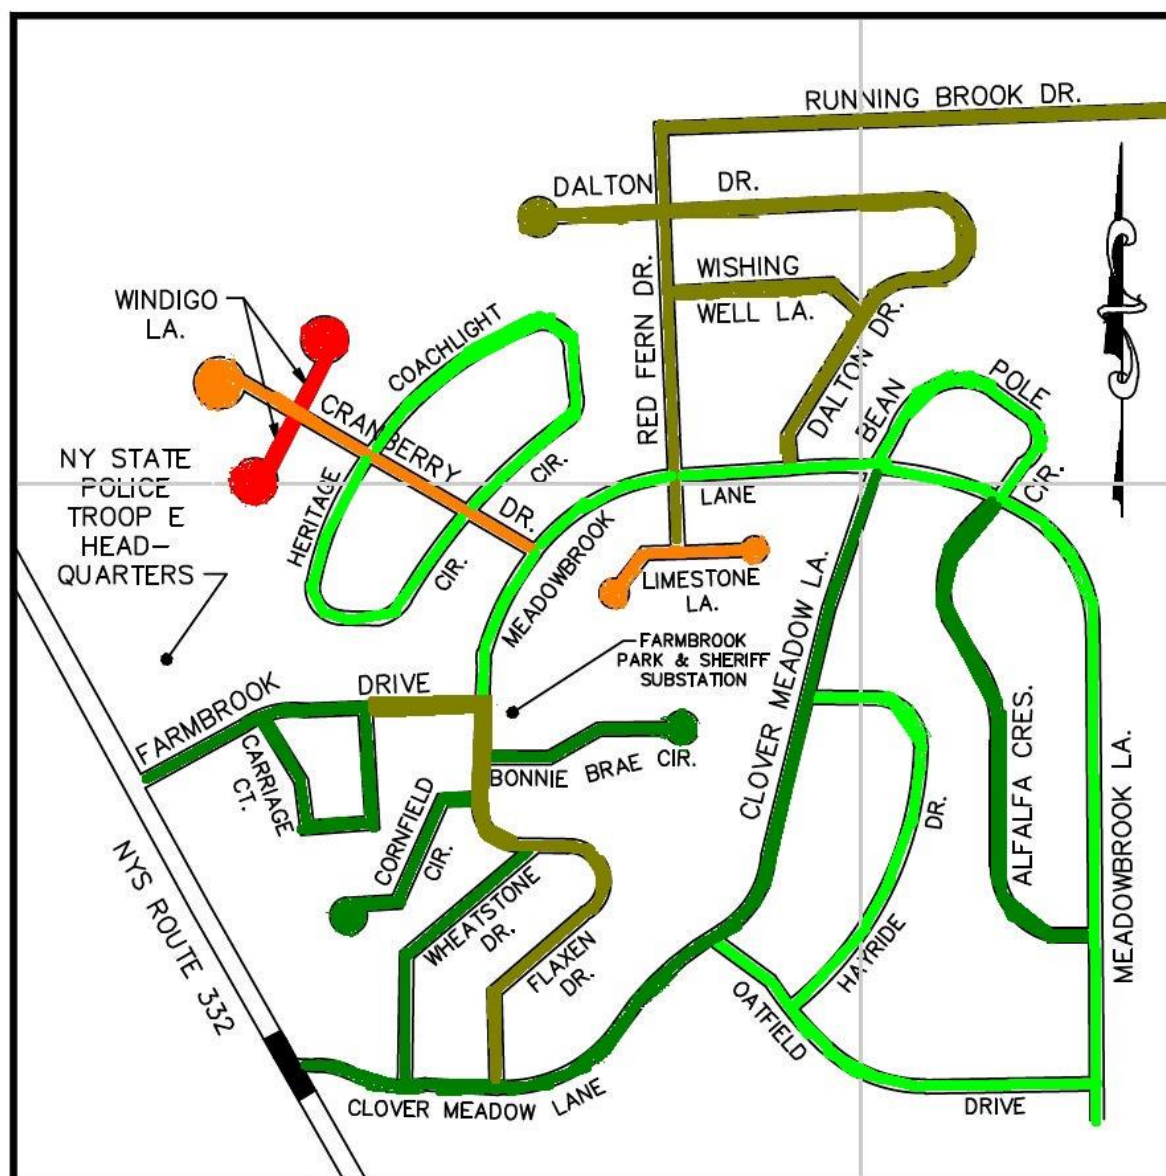 RUNNING BROOK DR.
DALTON DR.
WISHING
WELL LA.
RED FERN DR.
DALTON DR.
WINDIGO
LA.
COACHLIGHT
CIR.
CRANBERRY
DR.
HERITAGE
CIR.
BEAN
POLE
CIR.
NY STATE
POLICE
TROOP E
HEAD-
QUARTERS
MEADOWBROOK
LANE
LIMESTONE
LA.
FARMBROOK
PARK & SHERIFF
SUBSTATION
CLOVER MEADOW LA.
FARMBROOK
DRIVE
CARRIAGE
CT.
BONNIE BRAE CIR.
CORNFIELD
CIR.
WHEATSTONE
DR.
FLAXEN
DR.
HAYRIDE
DR.
ALFALFA CRES.
MEADOWBROOK LA.
OATFIELD
DRIVE
NYS ROUTE 332
CLOVER MEADOW LANE